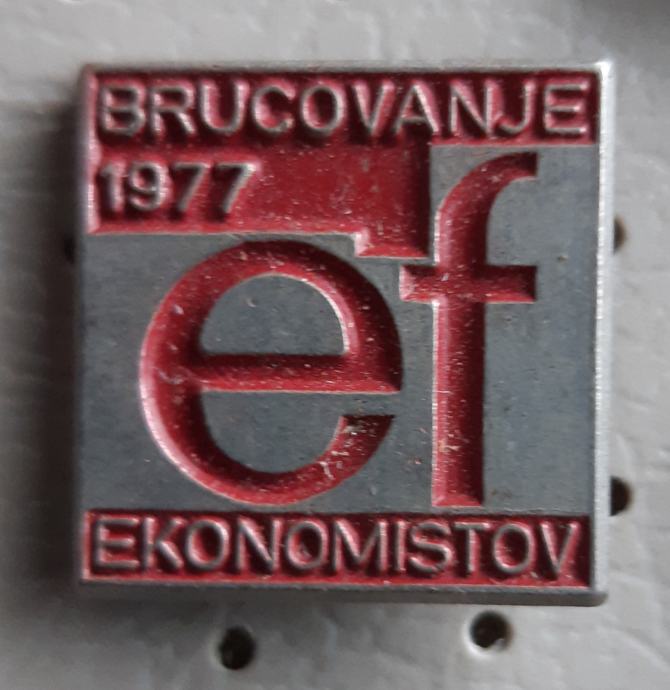 BRUCOVANJE
1977
ef
EKONOMISTOV